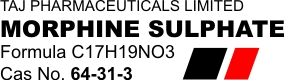 TAJ PHARMACEUTICALS LIMITED
MORPHINE SULPHATE
Formula C17H19NO3
Cas No. 64-31-3